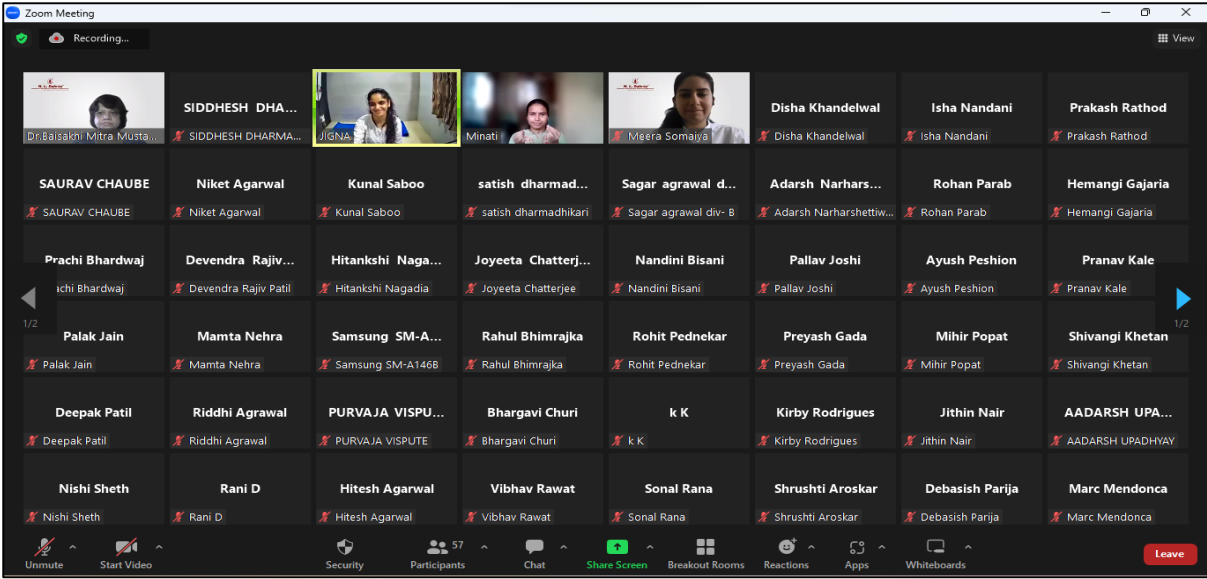 Zoom Meeting
Recording...
View
Dr.Baisakhi Mitra Musta...
SIDDHESH DHA...
SIDDHESH DHARMA...
JIGNA
Minati
Meera Somaiya
Disha Khandelwal
Disha Khandelwal
Isha Nandani
Isha Nandani
Prakash Rathod
Prakash Rathod
SAURAV CHAUBE
SAURAV CHAUBE
Niket Agarwal
Niket Agarwal
Kunal Saboo
Kunal Saboo
satish dharmad...
satish dharmadhikari
Sagar agrawal d...
Sagar agrawal div- B
Adarsh Narhars...
Adarsh Narharshettiw...
Rohan Parab
Rohan Parab
Hemangi Gajaria
Hemangi Gajaria
Prachi Bhardwaj
achi Bhardwaj
Devendra Rajiv...
Devendra Rajiv Patil
Hitankshi Naga...
Hitankshi Nagadia
Joyeeta Chatterj...
Joyeeta Chatterjee
Nandini Bisani
Nandini Bisani
Pallav Joshi
Pallav Joshi
Ayush Peshion
Ayush Peshion
Pranav Kale
Pranav Kale
1/2
1/2
Palak Jain
Palak Jain
Mamta Nehra
Mamta Nehra
Samsung SM-A...
Samsung SM-A146B
Rahul Bhimrajka
Rahul Bhimrajka
Rohit Pednekar
Rohit Pednekar
Preyash Gada
Preyash Gada
Mihir Popat
Mihir Popat
Shivangi Khetan
Shivangi Khetan
Deepak Patil
Deepak Patil
Riddhi Agrawal
Riddhi Agrawal
PURVAJA VISPU...
PURVAJA VISPUTE
Bhargavi Churi
Bhargavi Churi
k K
k K
Kirby Rodrigues
Kirby Rodrigues
Jithin Nair
Jithin Nair
AADARSH UPA...
AADARSH UPADHYAY
Nishi Sheth
Nishi Sheth
Rani D
Rani D
Hitesh Agarwal
Hitesh Agarwal
Vibhav Rawat
Vibhav Rawat
Sonal Rana
Sonal Rana
Shrushti Aroskar
Shrushti Aroskar
Debasish Parija
Debasish Parija
Marc Mendonca
Marc Mendonca
Unmute
Start Video
Security
57
Participants
Chat
Share Screen
Breakout Rooms
Reactions
Apps
Whiteboards
Leave